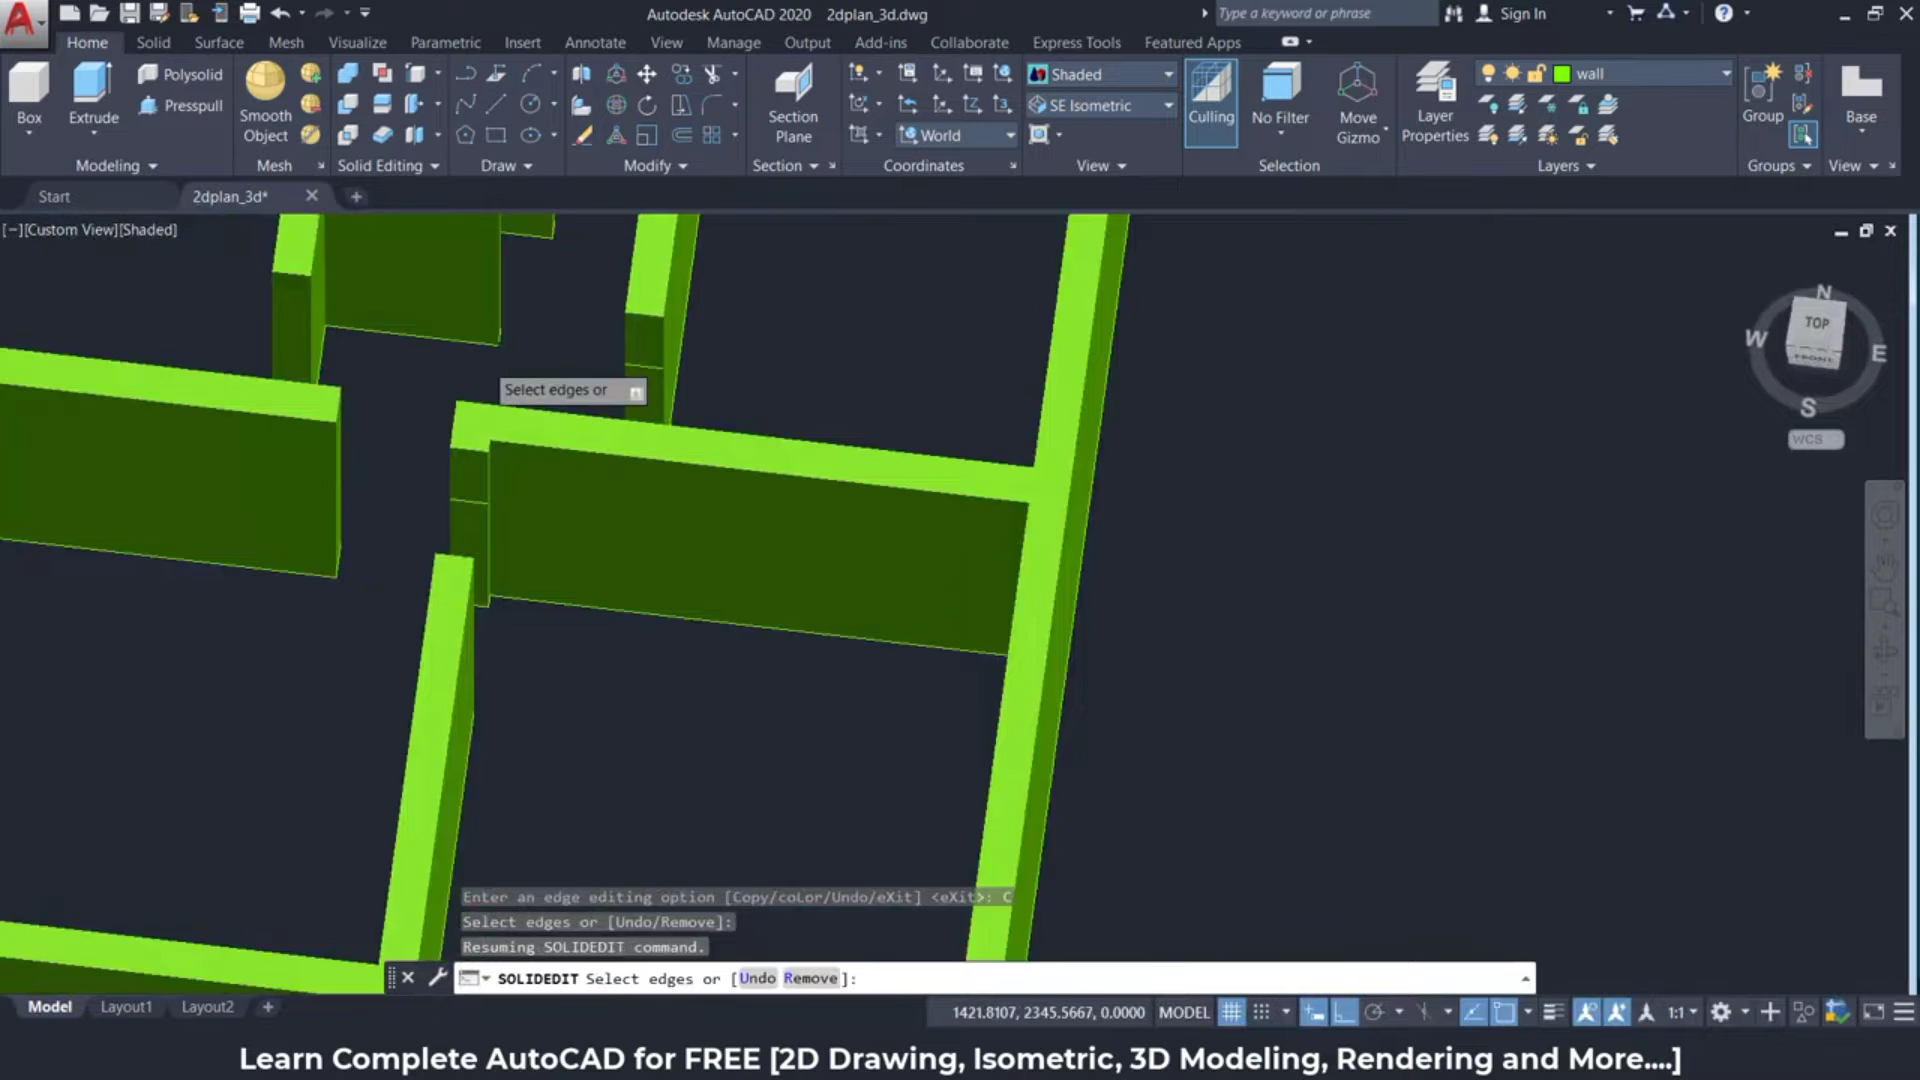 Autodesk AutoCAD 2020   2dplan_3d.dwg
Type a keyword or phrase
Sign In
Home Solid Surface Mesh Visualize Parametric Insert Annotate View Manage Output Add-ins Collaborate Express Tools Featured Apps
Box
Extrude
Polysolid
Presspull
Smooth Object
Section Plane
World
Shaded
SE Isometric
Culling
No Filter
Move Gizmo
Layer Properties
wall
Group
Base
Modeling Mesh Solid Editing Draw Modify Section Coordinates View Selection Layers Groups View
Start
2dplan_3d*
[−][Custom View][Shaded]
N
W
TOP
FRONT
E
S
WCS
Select edges or
Enter an edge editing option [Copy/coLor/Undo/eXit] <eXit>: C
Select edges or [Undo/Remove]:
Resuming SOLIDEDIT command.
SOLIDEDIT Select edges or [Undo Remove]:
Model Layout1 Layout2
1421.8107, 2345.5667, 0.0000 MODEL
1:1
Learn Complete AutoCAD for FREE [2D Drawing, Isometric, 3D Modeling, Rendering and More....]